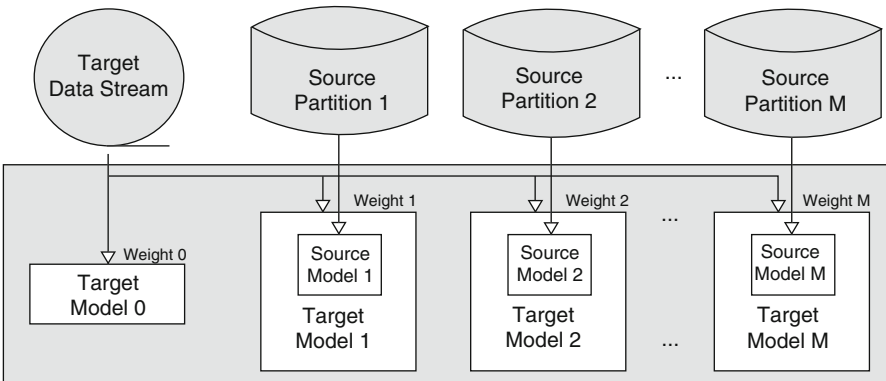 Target
Data Stream
Source
Partition 1
Source
Partition 2
...
Source
Partition M
Weight 0
Weight 1
Weight 2
...
Weight M
Target
Model 0
Source
Model 1
Target
Model 1
Source
Model 2
Target
Model 2
...
Source
Model M
Target
Model M